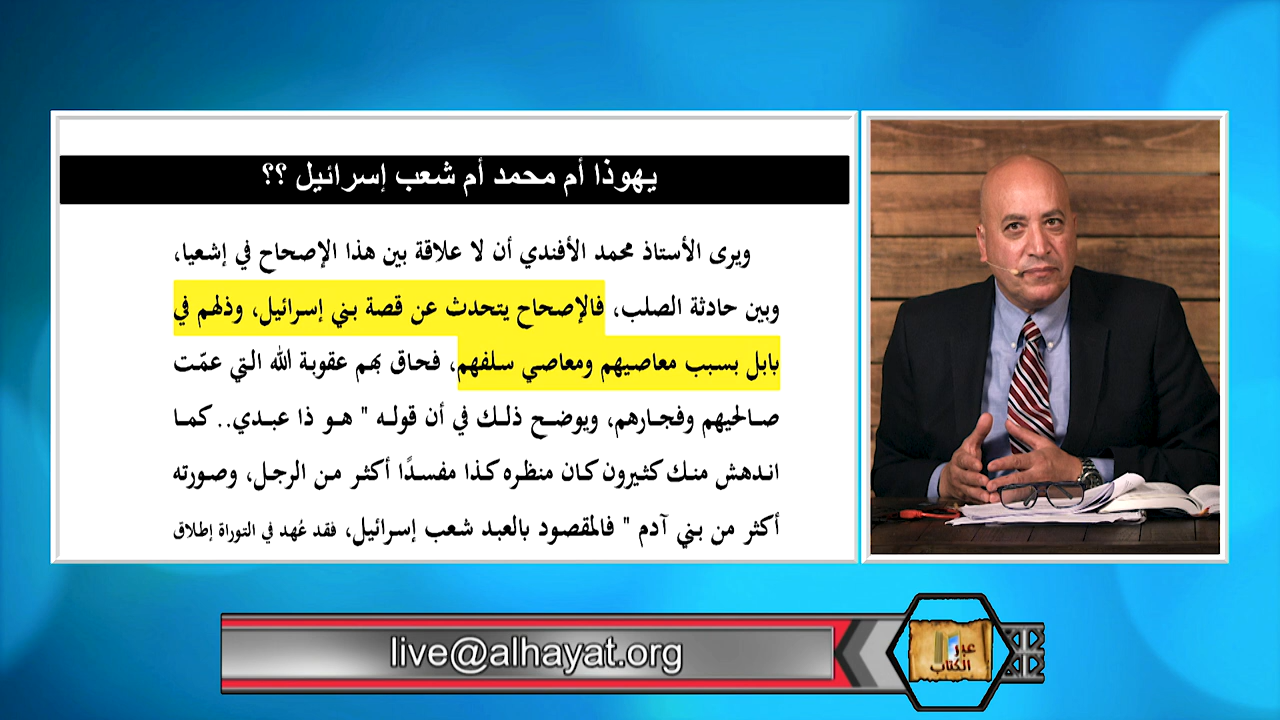 يهوذا أم محمد أم شعب إسرائيل ؟؟
ويرى الأستاذ محمد الأفندي أن لا علاقة بين هذا الإصحاح في إشعيا،
وبين حادثة الصلب، فالإصحاح يتحدث عن قصة بني إسرائيل، وذلهم في
بابل بسبب معاصيهم ومعاصي سلفهم، فحاق بهم عقوبة الله التي عمّت
صالحيهم وفجارهم، ويوضح ذلك في أن قوله " هو ذا عبدي.. كما
اندهش منك كثيرون كان منظره كذا مفسدًا أكثر من الرجل، وصورته
أكثر من بني آدم " فالمقصود بالعبد شعب إسرائيل، فقد عُهد في التوراة إطلاق
live@alhayat.org
عبر
الكتاب